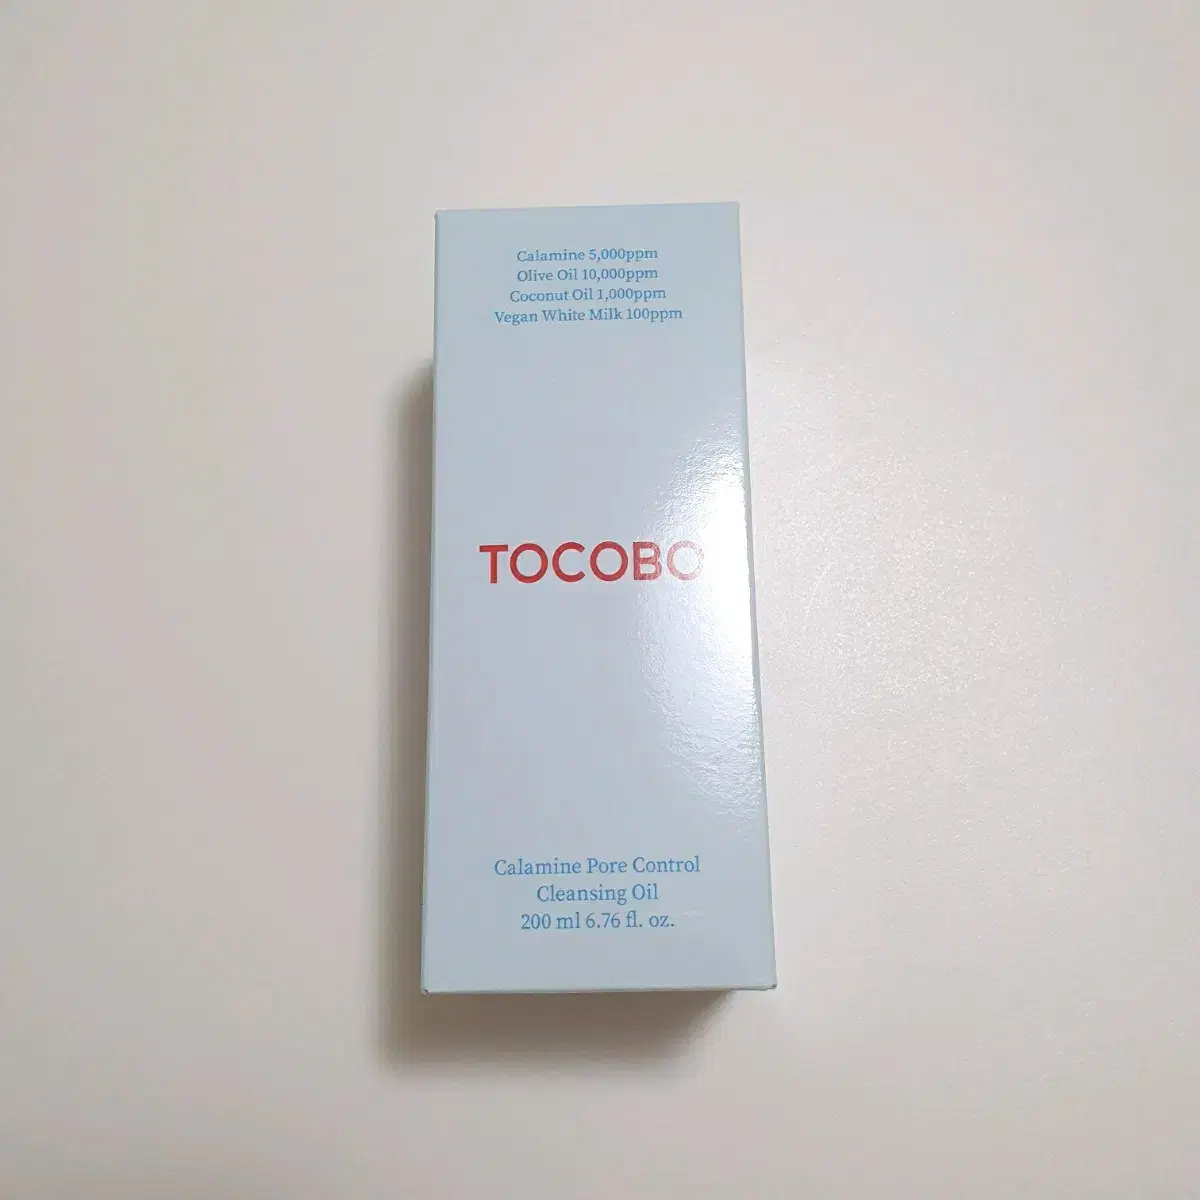 Calamine 5,000ppm
Olive Oil 10,000ppm
Coconut Oil 1,000ppm
Vegan White Milk 100ppm
TOCOBO
Calamine Pore Control
Cleansing Oil
200 ml 6.76 fl. oz.